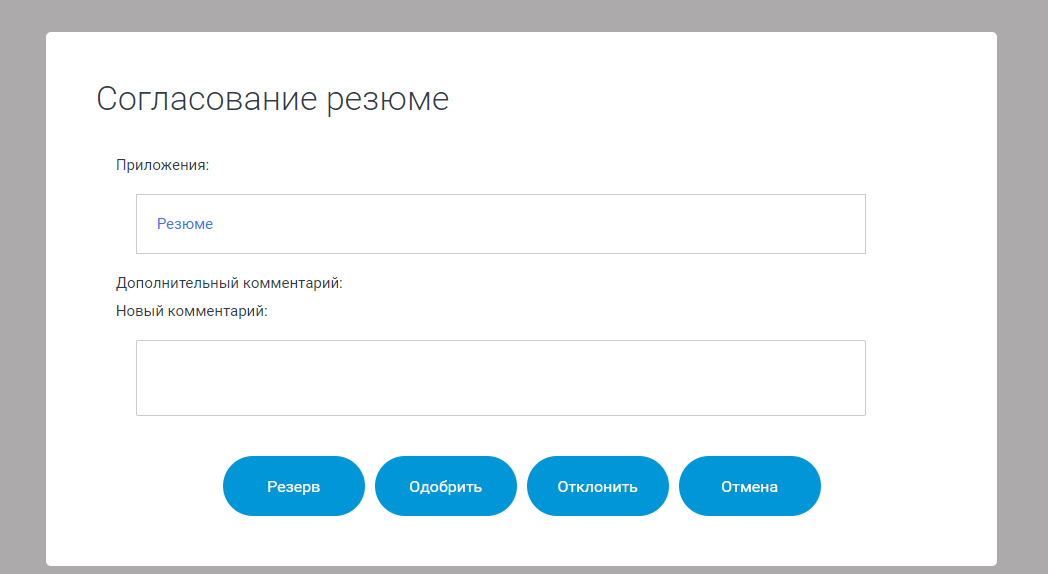 Согласование резюме
Приложения:
Резюме
Дополнительный комментарий:
Новый комментарий:
Резерв Одобрить Отклонить Отмена